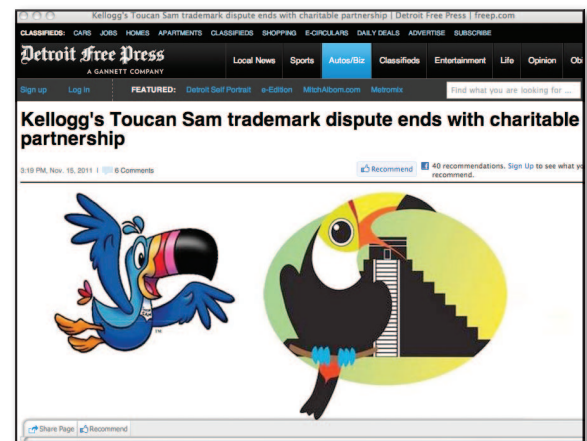 Kellogg's Toucan Sam trademark dispute ends with charitable partnership | Detroit Free Press | freep.com
CLASSIFIEDS: CARS JOBS HOMES APARTMENTS CLASSIFIEDS SHOPPING E-CIRCULARS DAILY DEALS ADVERTISE SUBSCRIBE
Detroit Free Press
A GANNETT COMPANY
Local News Sports Autos/Biz Classifieds Entertainment Life Opinion Obi
Sign up Log In FEATURED: Detroit Self Portrait e-Edition MitchAlbom.com Metromix Find what you are looking for ...
Kellogg's Toucan Sam trademark dispute ends with charitable
partnership
3:19 PM, Nov. 15, 2011 | 6 Comments
Recommend 40 recommendations. Sign Up to see what yo
recommend.
TM
Share Page Recommend